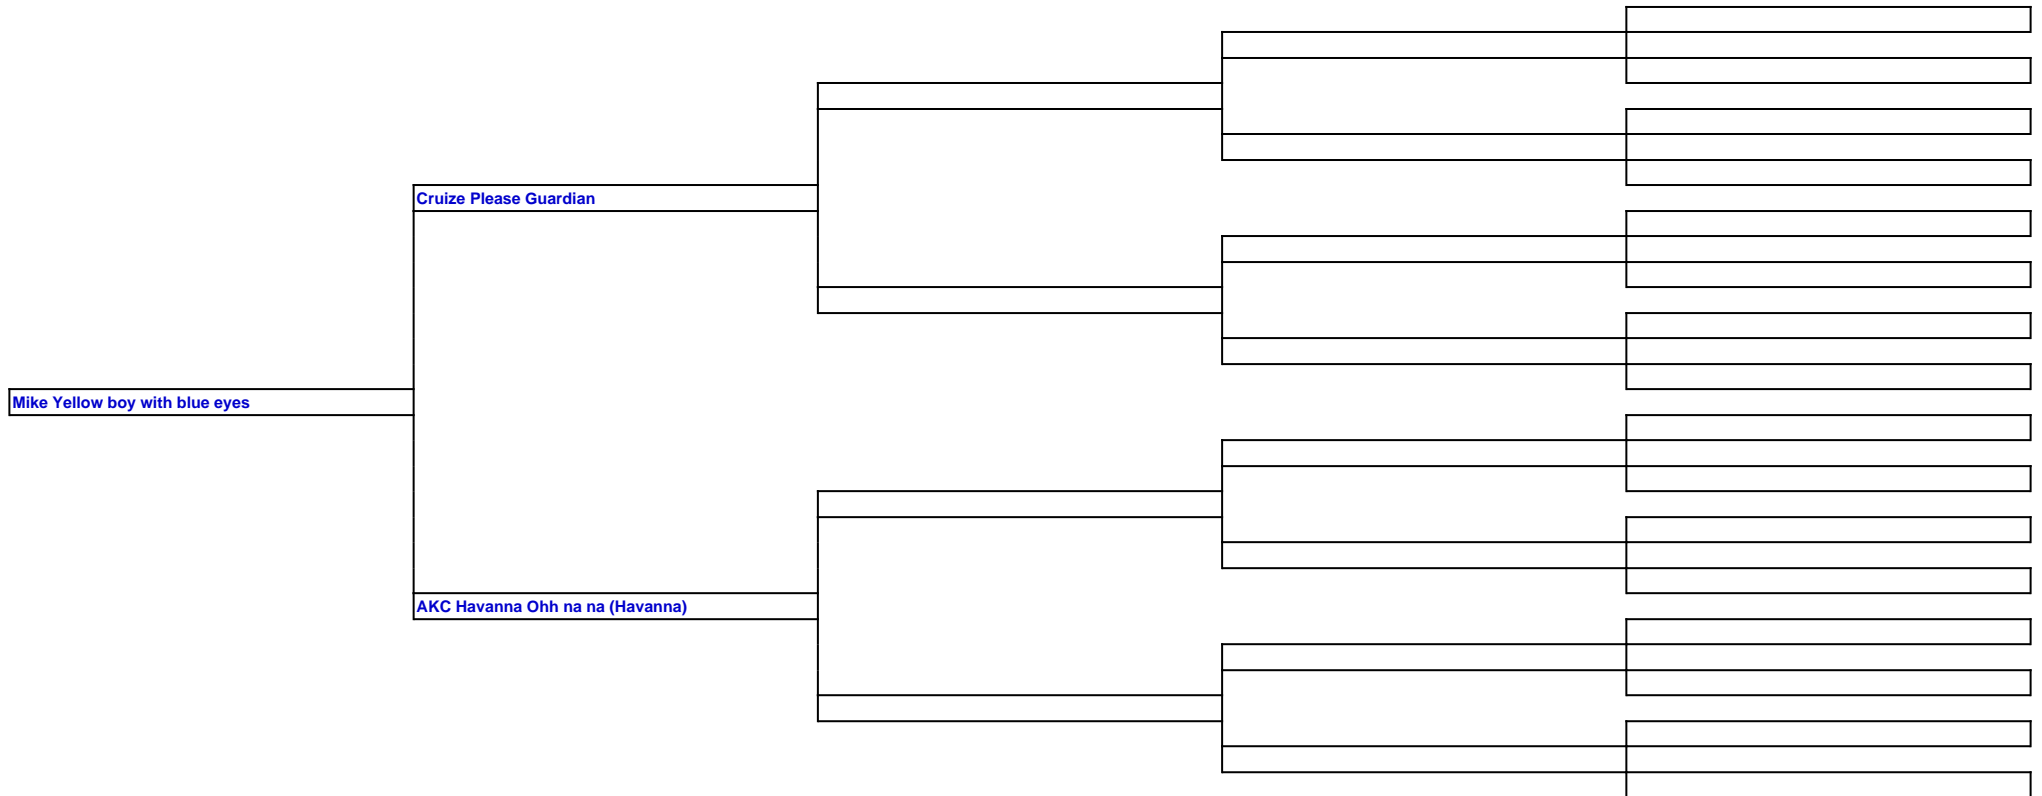 Cruize Please Guardian
Mike Yellow boy with blue eyes
AKC Havanna Ohh na na (Havanna)